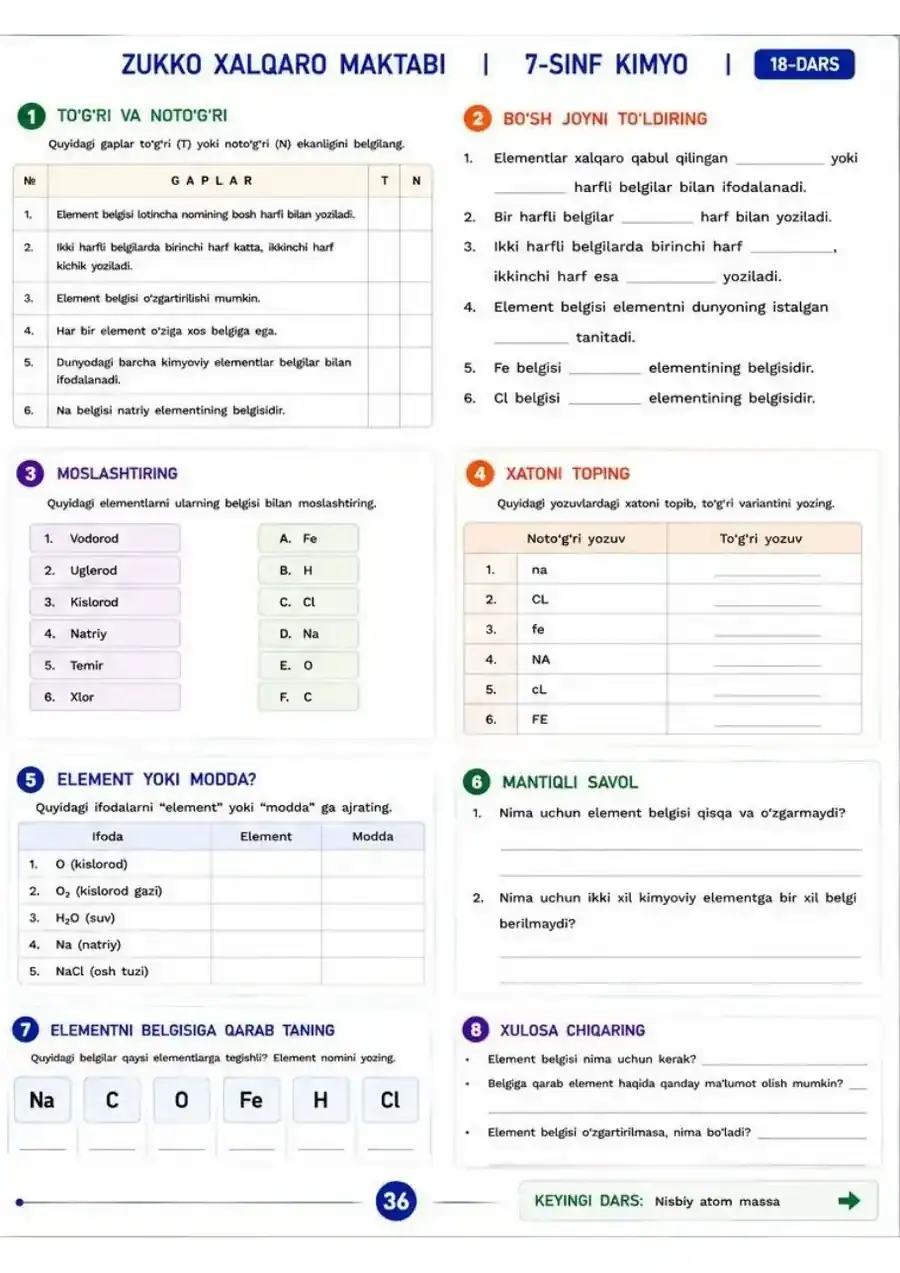 ZUKKO XALQARO MAKTABI | 7-SINF KIMYO | 18-DARS
1 TO'G'RI VA NOTO'G'RI
Quyidagi gaplar to'g'ri (T) yoki noto'g'ri (N) ekanligini belgilang.
№ GAPLAR T N
1. Element belgisi lotincha nomining bosh harfi bilan yoziladi.
2. Ikki harfli belgilarda birinchi harf katta, ikkinchi harf
kichik yoziladi.
3. Element belgisi o'zgartirilishi mumkin.
4. Har bir element o'ziga xos belgiga ega.
5. Dunyodagi barcha kimyoviy elementlar belgilar bilan
ifodalanadi.
6. Na belgisi natriy elementining belgisidir.
2 BO'SH JOYNI TO'LDIRING
1. Elementlar xalqaro qabul qilingan ____________ yoki
__________ harfli belgilar bilan ifodalanadi.
2. Bir harfli belgilar __________ harf bilan yoziladi.
3. Ikki harfli belgilarda birinchi harf ___________,
ikkinchi harf esa ____________ yoziladi.
4. Element belgisi elementni dunyoning istalgan
__________ tanitadi.
5. Fe belgisi __________ elementining belgisidir.
6. Cl belgisi __________ elementining belgisidir.
3 MOSLASHTIRING
Quyidagi elementlarni ularning belgisi bilan moslashtiring.
1. Vodorod A. Fe
2. Uglerod B. H
3. Kislorod C. Cl
4. Natriy D. Na
5. Temir E. O
6. Xlor F. C
4 XATONI TOPING
Quyidagi yozuvlardagi xatoni topib, to'g'ri variantini yozing.
Noto'g'ri yozuv To'g'ri yozuv
1. na
2. CL
3. fe
4. NA
5. cL
6. FE
5 ELEMENT YOKI MODDA?
Quyidagi ifodalarni "element" yoki "modda" ga ajrating.
Ifoda Element Modda
1. O (kislorod)
2. O₂ (kislorod gazi)
3. H₂O (suv)
4. Na (natriy)
5. NaCl (osh tuzi)
6 MANTIQLI SAVOL
1. Nima uchun element belgisi qisqa va o'zgarmaydi?
2. Nima uchun ikki xil kimyoviy elementga bir xil belgi
berilmaydi?
7 ELEMENTNI BELGISIGA QARAB TANING
Quyidagi belgilar qaysi elementlarga tegishli? Element nomini yozing.
Na C O Fe H Cl
8 XULOSA CHIQARING
• Element belgisi nima uchun kerak?
• Belgiga qarab element haqida qanday ma'lumot olish mumkin?
• Element belgisi o'zgartirilmasa, nima bo'ladi?
36
KEYINGI DARS: Nisbiy atom massa